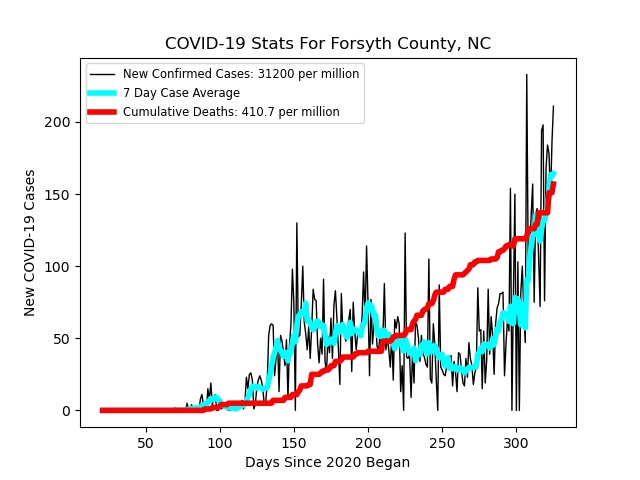 COVID-19 Stats For Forsyth County, NC
New Confirmed Cases: 31200 per million
7 Day Case Average
Cumulative Deaths: 410.7 per million
New COVID-19 Cases
200
150
100
50
0
50 100 150 200 250 300
Days Since 2020 Began